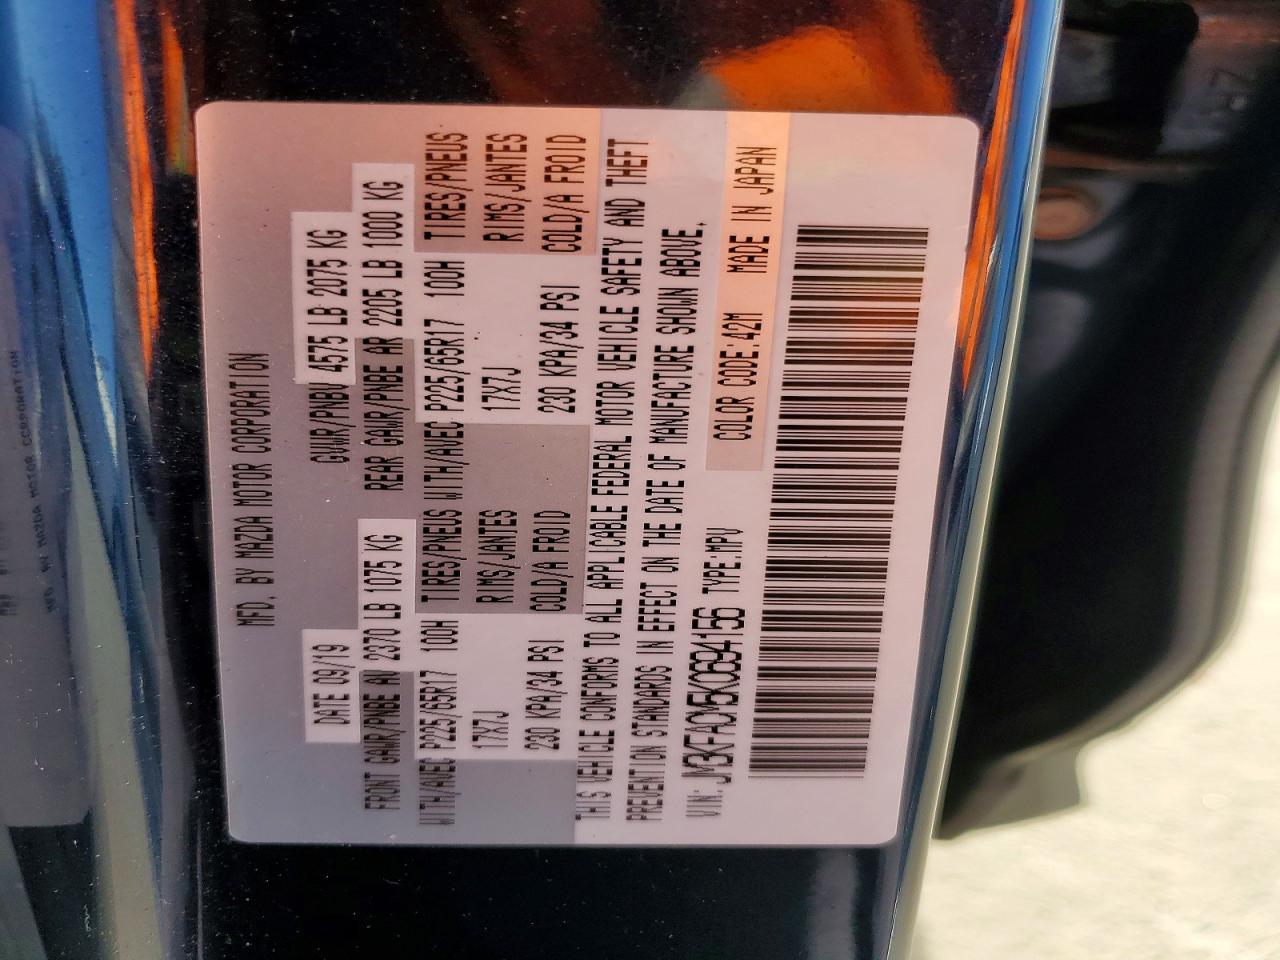 MFD. BY MAZDA MOTOR CORPORATION
DATE 09/19 GVWR/PNBV 4575 LB 2075 KG
FRONT GAWR/PNBE AV 2370 LB 1075 KG REAR GAWR/PNBE AR 2205 LB 1000 KG
WITH/AVEC P225/65R17 100H TIRES/PNEUS WITH/AVEC P225/65R17 100H TIRES/PNEUS
17X7J RIMS/JANTES 17X7J RIMS/JANTES
230 KPA/34 PSI COLD/A FROID 230 KPA/34 PSI COLD/A FROID
THIS VEHICLE CONFORMS TO ALL APPLICABLE FEDERAL MOTOR VEHICLE SAFETY AND THEFT
PREVENTION STANDARDS IN EFFECT ON THE DATE OF MANUFACTURE SHOWN ABOVE.
VIN: JM3KFACM5K0694156 TYPE:MPV COLOR CODE:42M MADE IN JAPAN